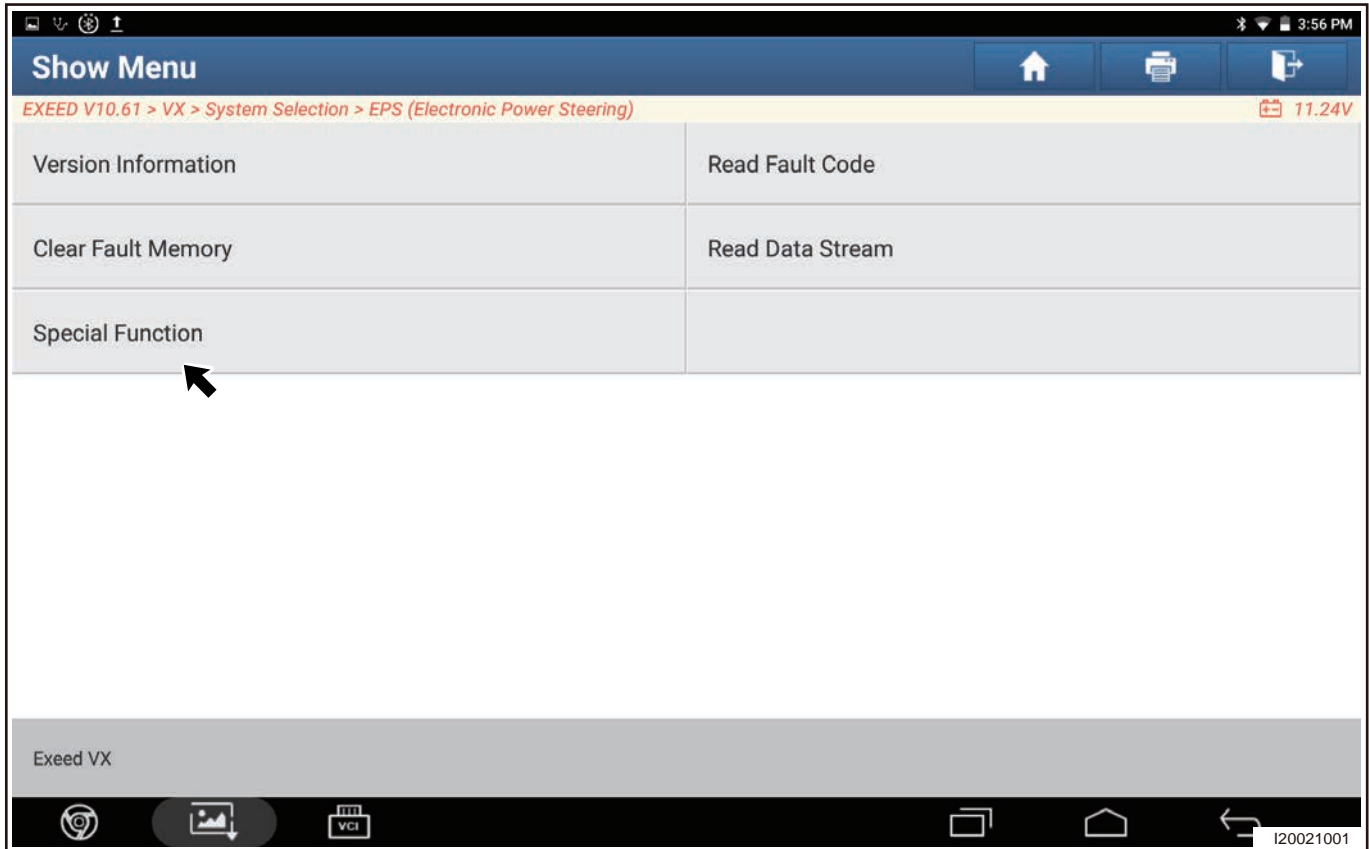 3:56 PM
Show Menu
EXEED V10.61 > VX > System Selection > EPS (Electronic Power Steering)
11.24V
Version Information
Read Fault Code
Clear Fault Memory
Read Data Stream
Special Function
Exeed VX
VCI
I20021001